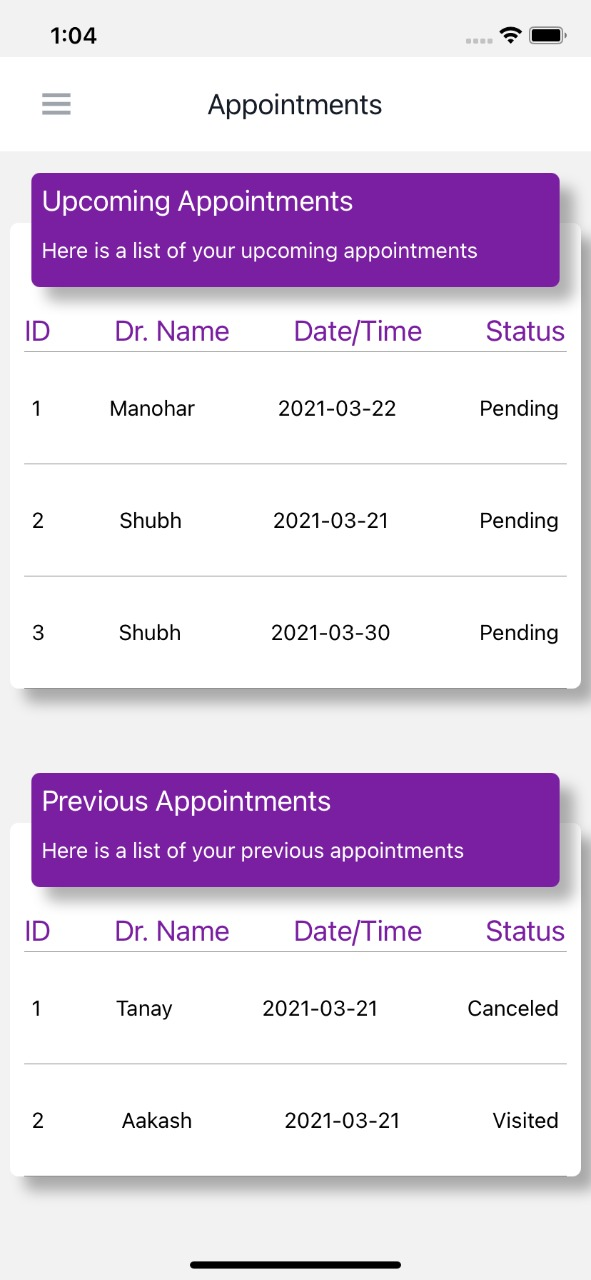 1:04
Appointments
Upcoming Appointments
Here is a list of your upcoming appointments
ID Dr. Name Date/Time Status
1 Manohar 2021-03-22 Pending
2 Shubh 2021-03-21 Pending
3 Shubh 2021-03-30 Pending
Previous Appointments
Here is a list of your previous appointments
ID Dr. Name Date/Time Status
1 Tanay 2021-03-21 Canceled
2 Aakash 2021-03-21 Visited